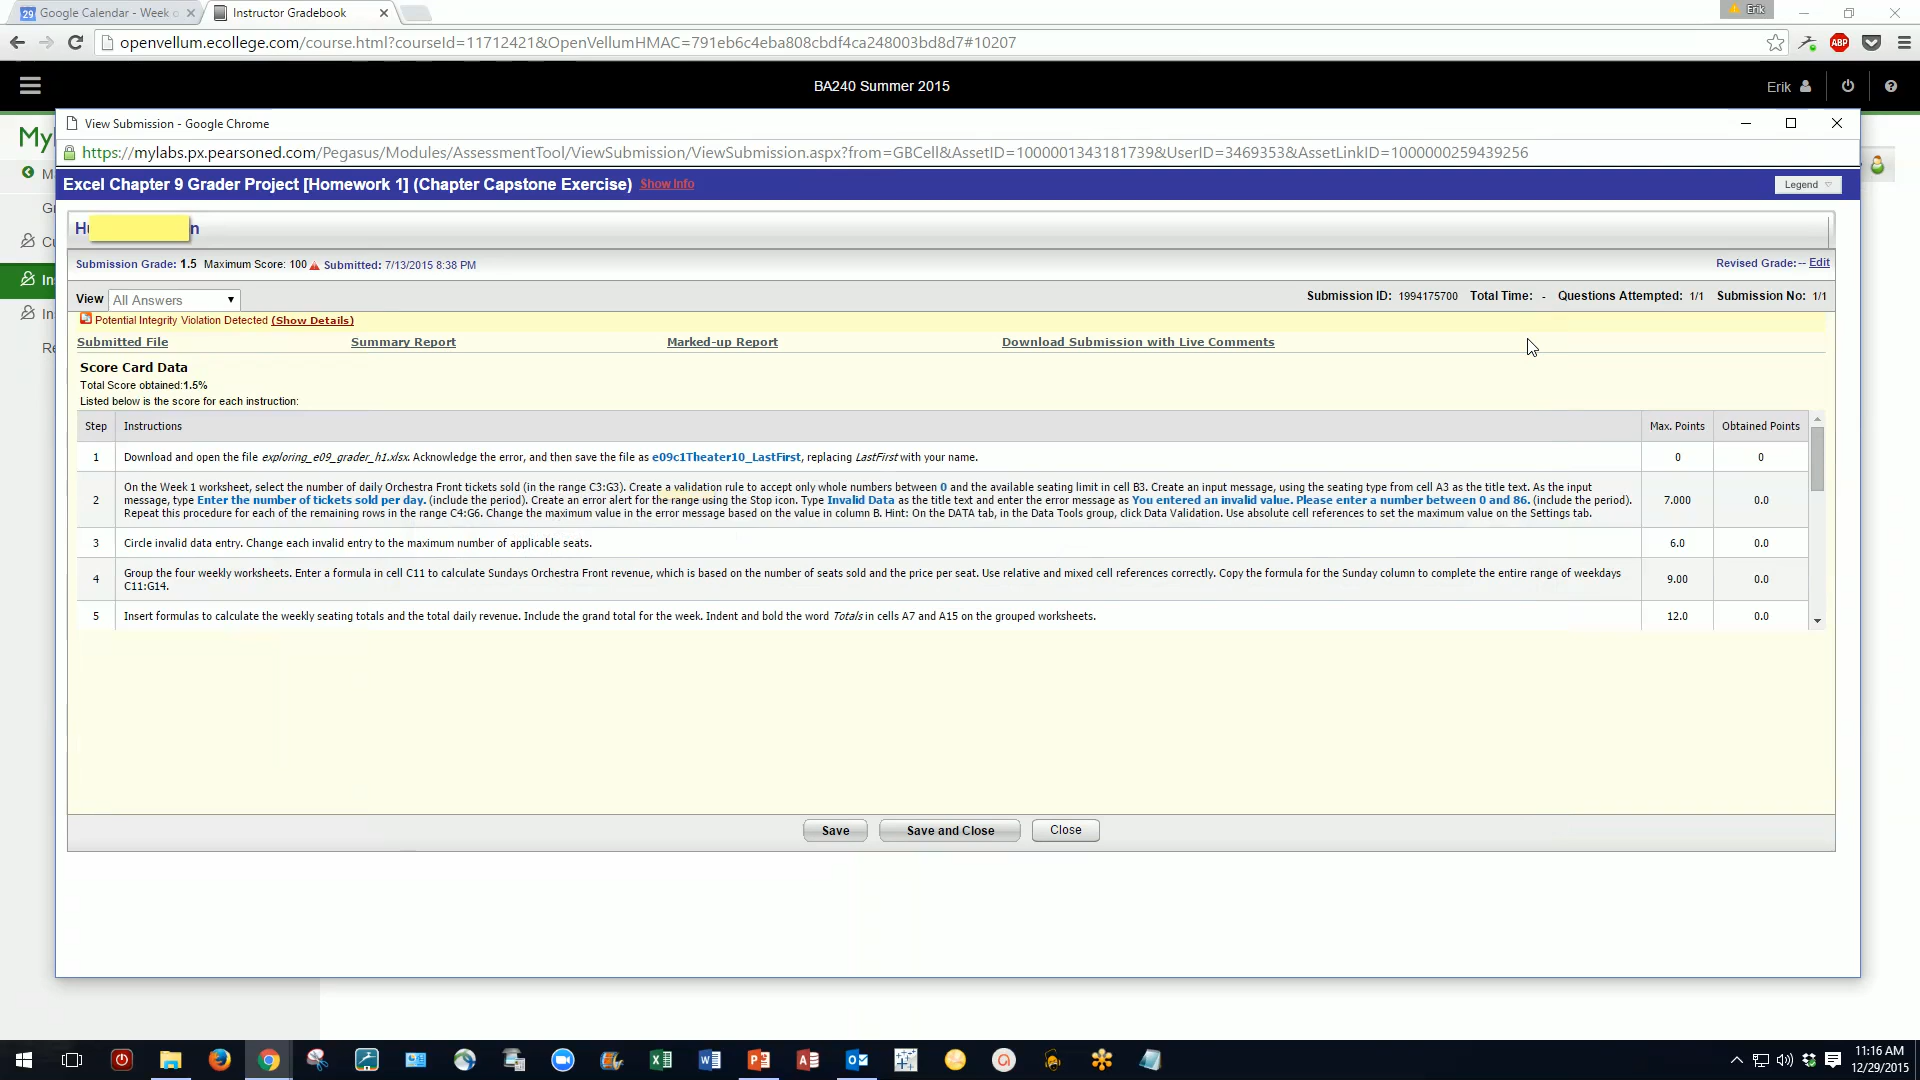 29 Google Calendar - Week o
Instructor Gradebook
Erik
openvellum.ecollege.com/course.html?courseId=11712421&OpenVellumHMAC=791eb6c4eba808cbdf4ca248003bd8d7#10207
ABP
BA240 Summer 2015
Erik
View Submission - Google Chrome
My
https://mylabs.px.pearsoned.com/Pegasus/Modules/AssessmentTool/ViewSubmission/ViewSubmission.aspx?from=GBCell&AssetID=1000001343181739&UserID=3469353&AssetLinkID=1000000259439256
M
Excel Chapter 9 Grader Project [Homework 1] (Chapter Capstone Exercise) Show Info
Legend
Gr
H n
Cu
Submission Grade: 1.5 Maximum Score: 100 Submitted: 7/13/2015 8:38 PM
Revised Grade:-- Edit
In
View All Answers
Submission ID: 1994175700 Total Time: - Questions Attempted: 1/1 Submission No: 1/1
In
Potential Integrity Violation Detected (Show Details)
Submitted File Summary Report Marked-up Report Download Submission with Live Comments
Re
Score Card Data
Total Score obtained:1.5%
Listed below is the score for each instruction:
Step Instructions Max. Points Obtained Points
1 Download and open the file exploring_e09_grader_h1.xlsx. Acknowledge the error, and then save the file as e09c1Theater10_LastFirst, replacing LastFirst with your name. 0 0
On the Week 1 worksheet, select the number of daily Orchestra Front tickets sold (in the range C3:G3). Create a validation rule to accept only whole numbers between 0 and the available seating limit in cell B3. Create an input message, using the seating type from cell A3 as the title text. As the input
2 message, type Enter the number of tickets sold per day. (include the period). Create an error alert for the range using the Stop icon. Type Invalid Data as the title text and enter the error message as You entered an invalid value. Please enter a number between 0 and 86. (include the period). 7.000 0.0
Repeat this procedure for each of the remaining rows in the range C4:G6. Change the maximum value in the error message based on the value in column B. Hint: On the DATA tab, in the Data Tools group, click Data Validation. Use absolute cell references to set the maximum value on the Settings tab.
3 Circle invalid data entry. Change each invalid entry to the maximum number of applicable seats. 6.0 0.0
4 Group the four weekly worksheets. Enter a formula in cell C11 to calculate Sundays Orchestra Front revenue, which is based on the number of seats sold and the price per seat. Use relative and mixed cell references correctly. Copy the formula for the Sunday column to complete the entire range of weekdays 9.00 0.0
C11:G14.
5 Insert formulas to calculate the weekly seating totals and the total daily revenue. Include the grand total for the week. Indent and bold the word Totals in cells A7 and A15 on the grouped worksheets. 12.0 0.0
Save Save and Close Close
11:16 AM
12/29/2015